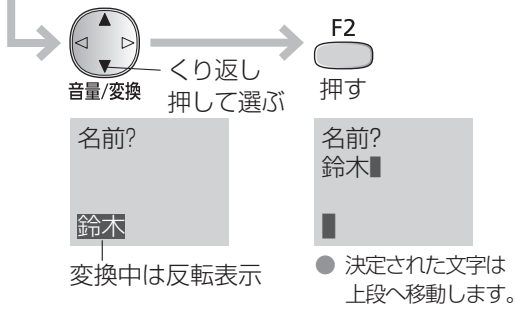 音量/変換
くり返し
押して選ぶ
F2
押す
名前?
鈴木
変換中は反転表示
名前?
鈴木
● 決定された文字は
上段へ移動します。